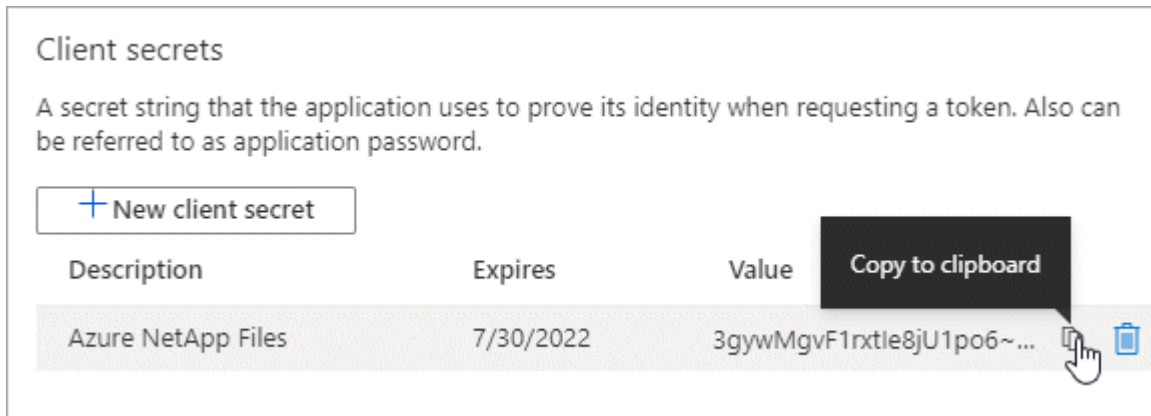 Client secrets
A secret string that the application uses to prove its identity when requesting a token. Also can
be referred to as application password.
+ New client secret
Copy to clipboard
Description Expires Value
Azure NetApp Files 7/30/2022 3gywMgvF1rxtIe8jU1po6~...